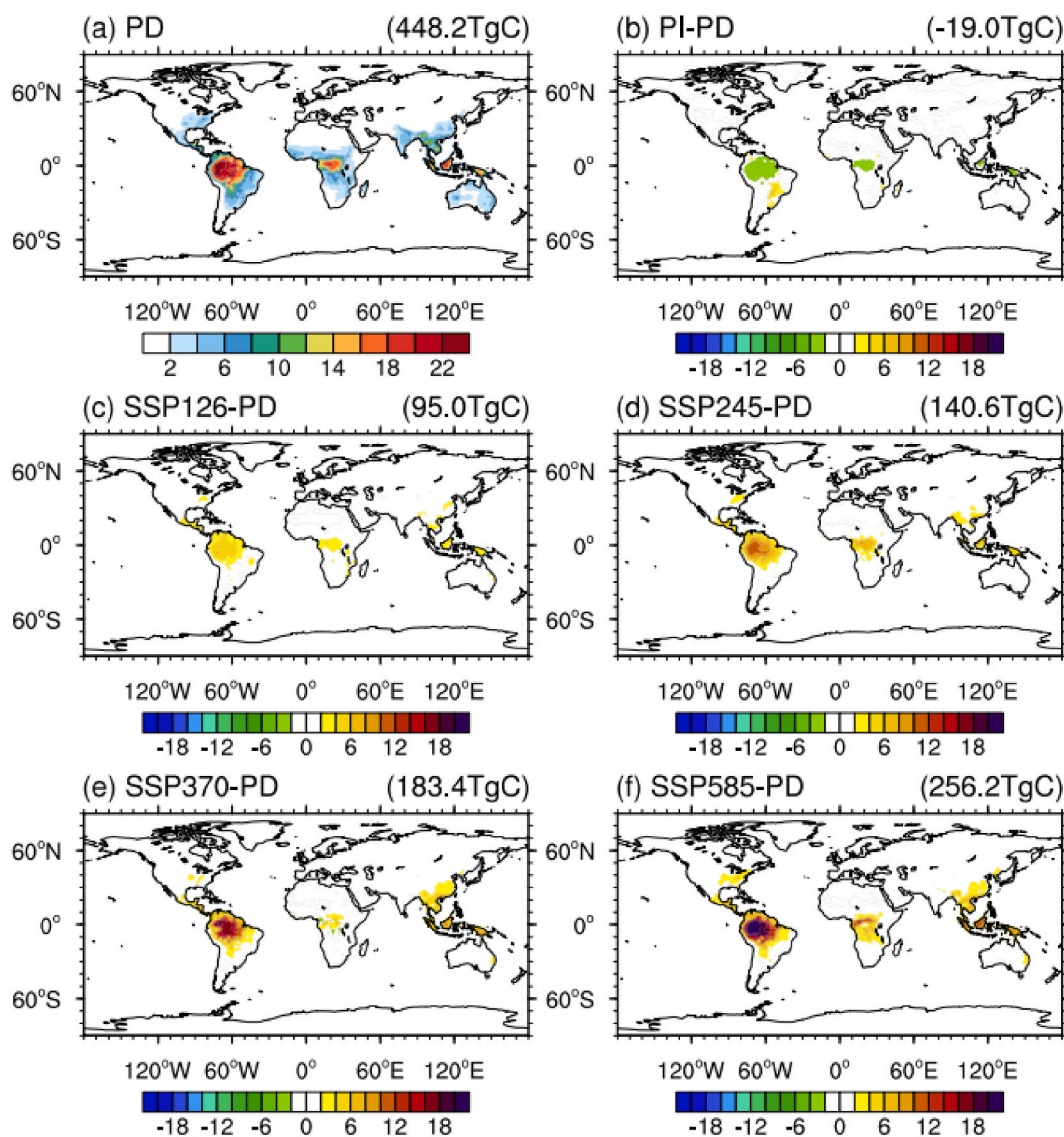 (a) PD (448.2TgC)
(b) PI-PD (-19.0TgC)
60°N
0°
60°S
120°W 60°W 0° 60°E 120°E
120°W 60°W 0° 60°E 120°E
2 6 10 14 18 22
-18 -12 -6 0 6 12 18
(c) SSP126-PD (95.0TgC)
(d) SSP245-PD (140.6TgC)
60°N
60°N
0°
0°
60°S
60°S
120°W 60°W 0° 60°E 120°E
120°W 60°W 0° 60°E 120°E
-18 -12 -6 0 6 12 18
-18 -12 -6 0 6 12 18
(e) SSP370-PD (183.4TgC)
(f) SSP585-PD (256.2TgC)
60°N
60°N
0°
0°
60°S
60°S
120°W 60°W 0° 60°E 120°E
120°W 60°W 0° 60°E 120°E
-18 -12 -6 0 6 12 18
-18 -12 -6 0 6 12 18